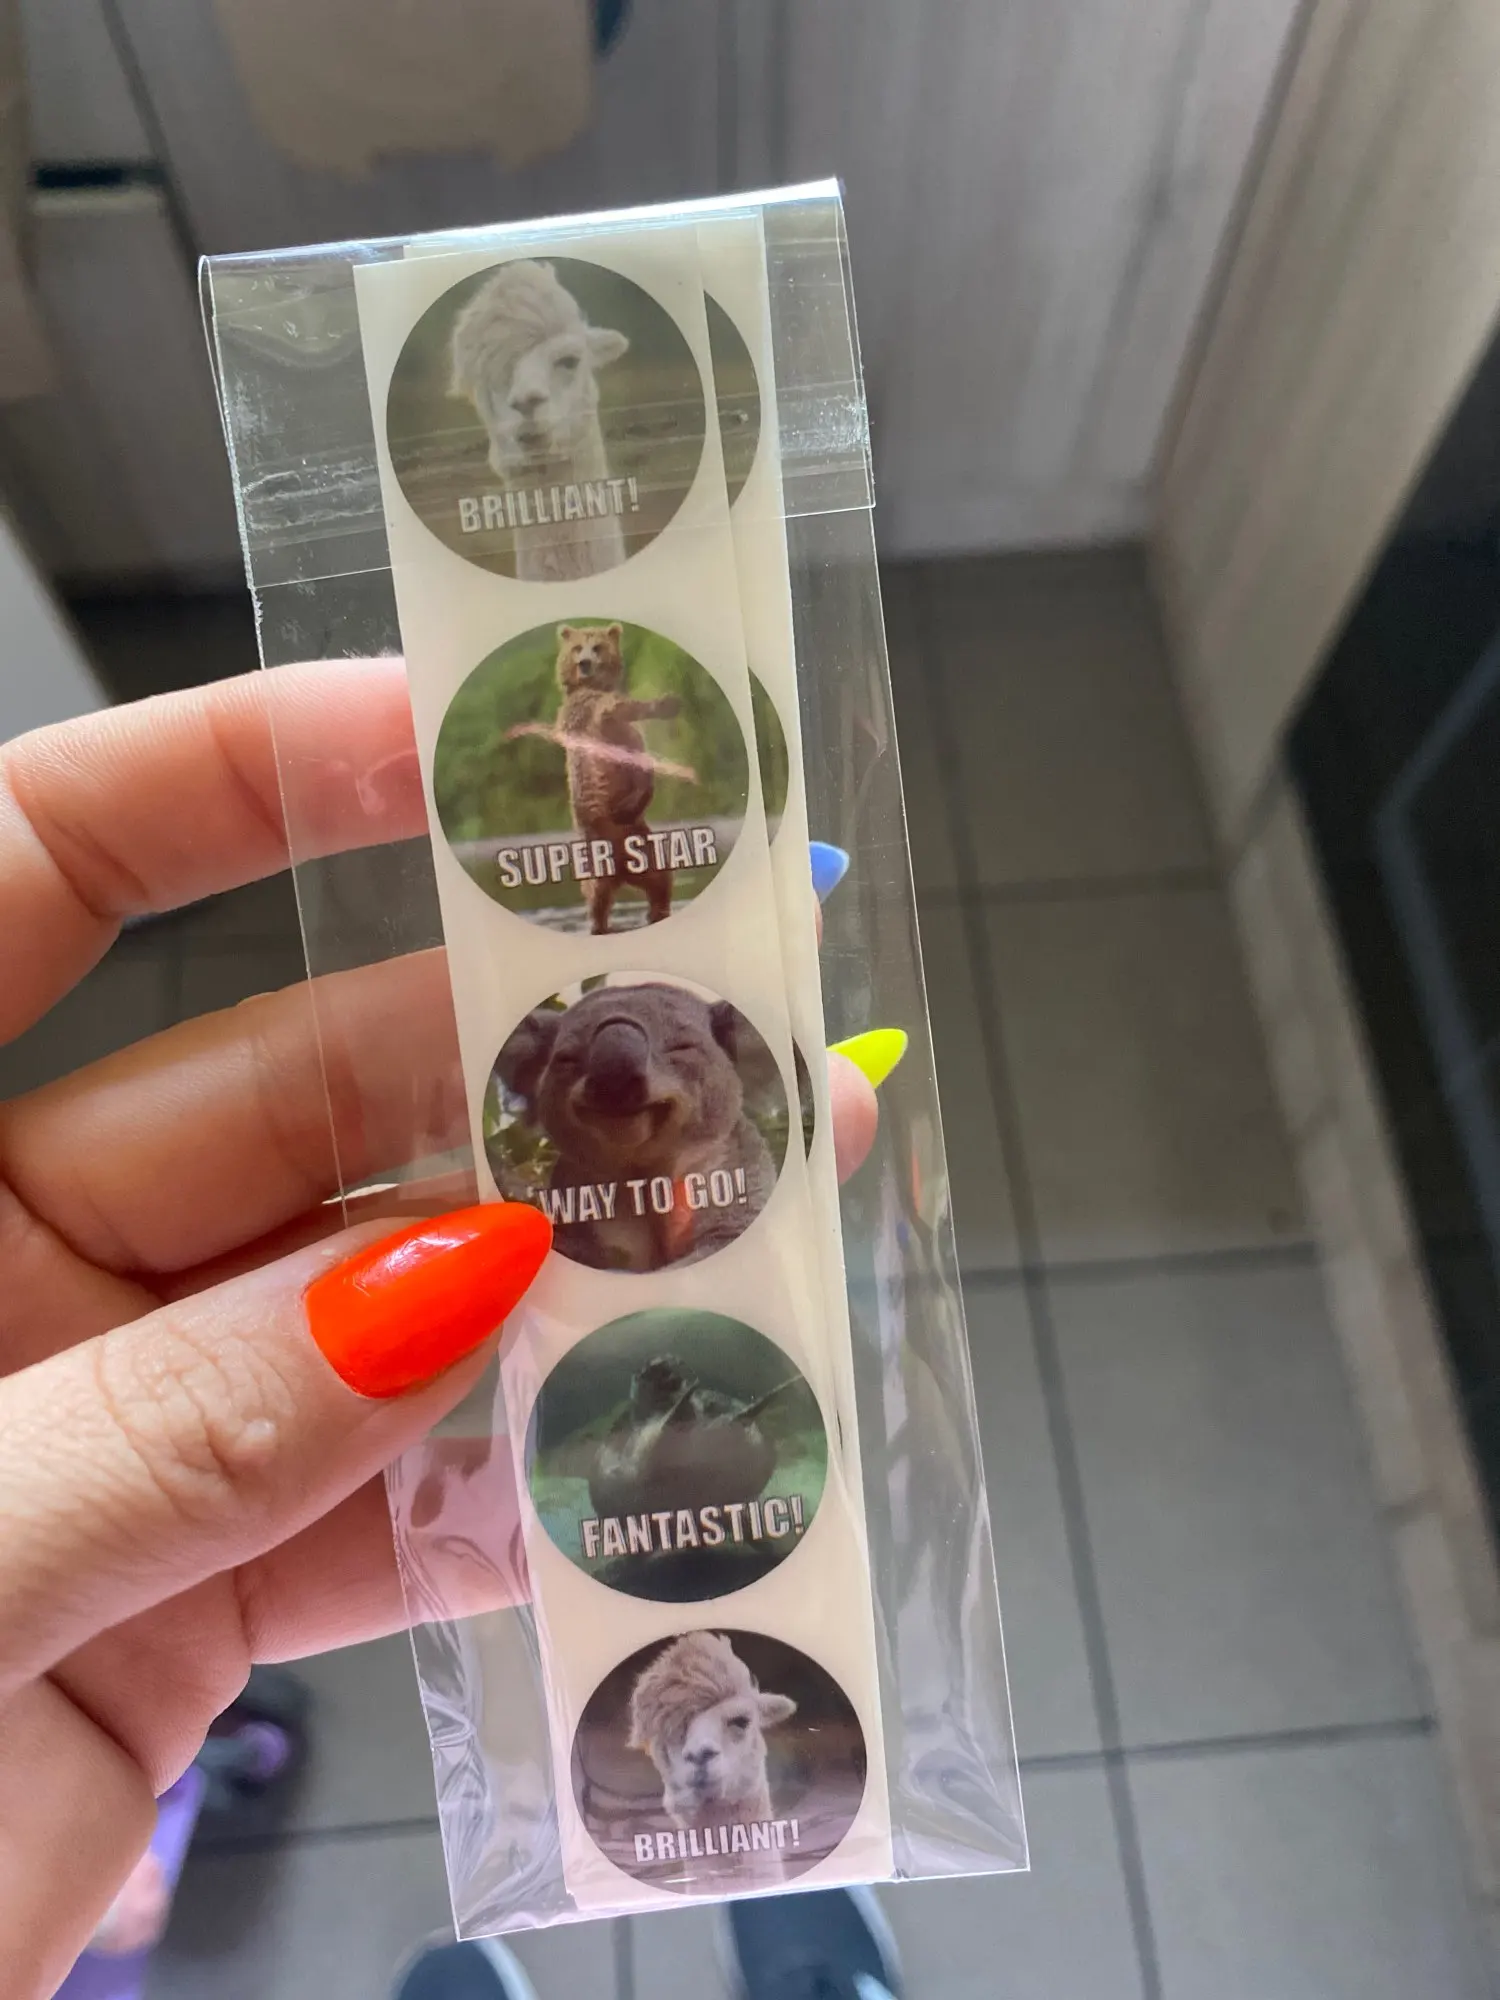 BRILLIANT!
SUPER STAR
WAY TO GO!
FANTASTIC!
BRILLIANT!